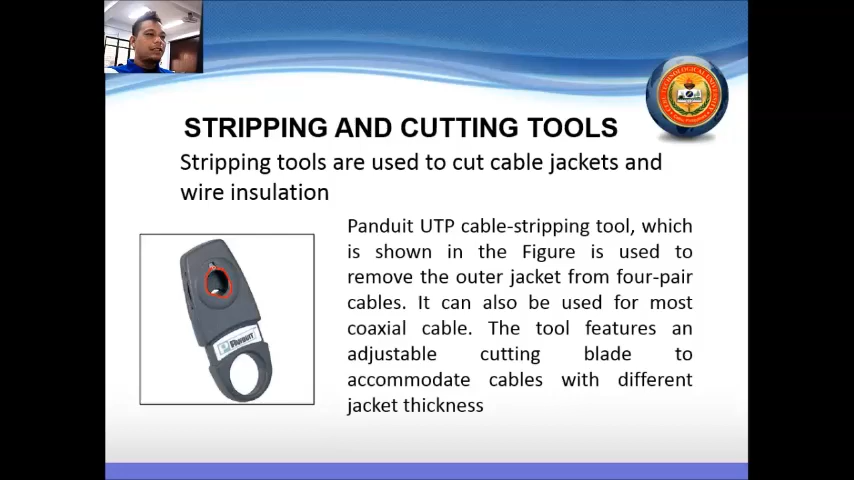 STRIPPING AND CUTTING TOOLS
Stripping tools are used to cut cable jackets and
wire insulation
Panduit UTP cable-stripping tool, which
is shown in the Figure is used to
remove the outer jacket from four-pair
cables. It can also be used for most
coaxial cable. The tool features an
adjustable cutting blade to
accommodate cables with different
jacket thickness
PANDUIT